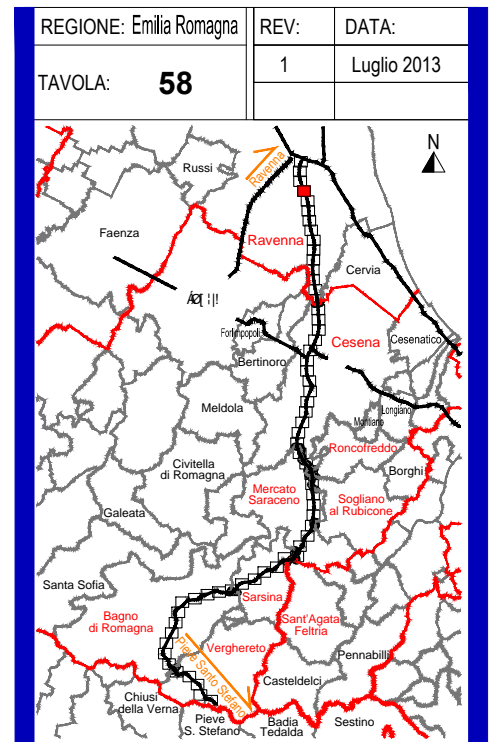 REGIONE: Emilia Romagna
REV:
DATA:
TAVOLA: 58
1
Luglio 2013
N
Russi
Ravenna
Faenza
Ravenna
Cervia
Forlimpopoli
Cesena
Cesenatico
Bertinoro
Meldola
Longiano
Montiano
Roncofreddo
Civitella
di Romagna
Borghi
Mercato
Saraceno
Sogliano
al Rubicone
Galeata
Santa Sofia
Sarsina
Bagno
di Romagna
Sant'Agata
Feltria
Verghereto
Pennabilli
Pieve Santo Stefano
Casteldelci
Chiusi
della Verna
Pieve
S. Stefano
Badia
Tedalda
Sestino